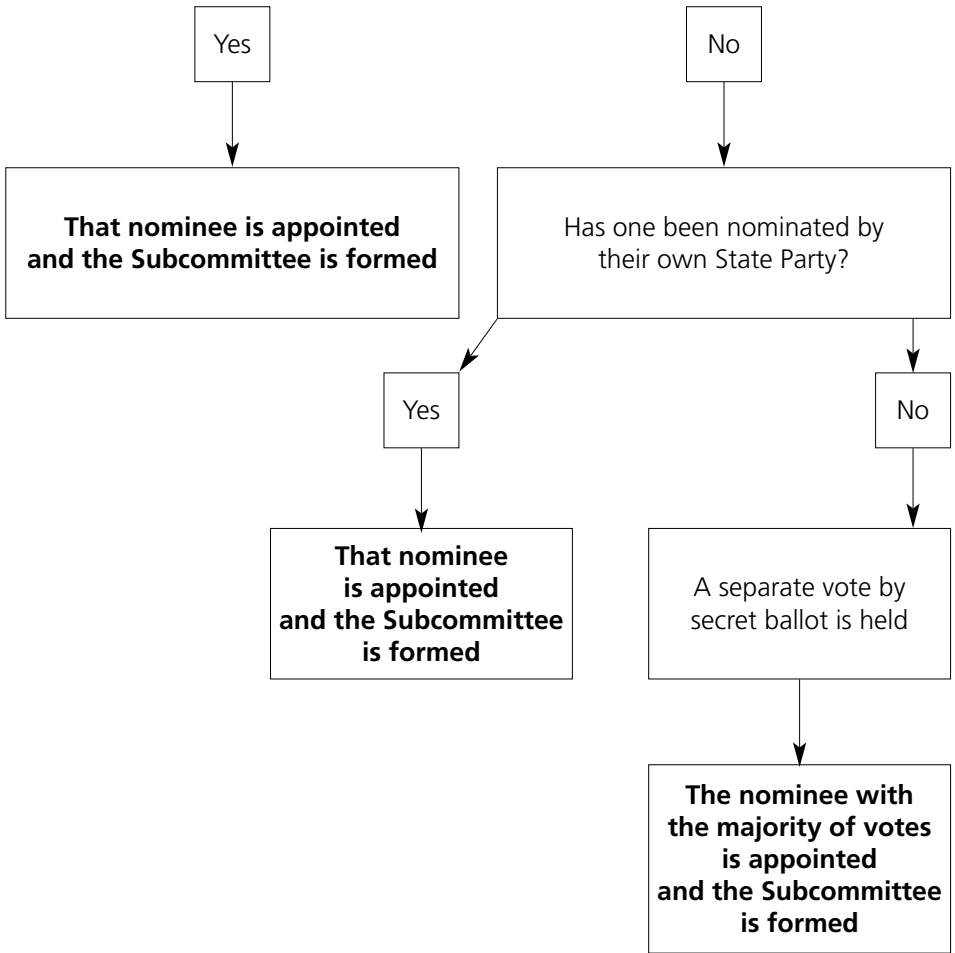 Yes
No
That nominee is appointed
and the Subcommittee is formed
Has one been nominated by
their own State Party?
Yes
No
That nominee
is appointed
and the Subcommittee
is formed
A separate vote by
secret ballot is held
The nominee with
the majority of votes
is appointed
and the Subcommittee
is formed